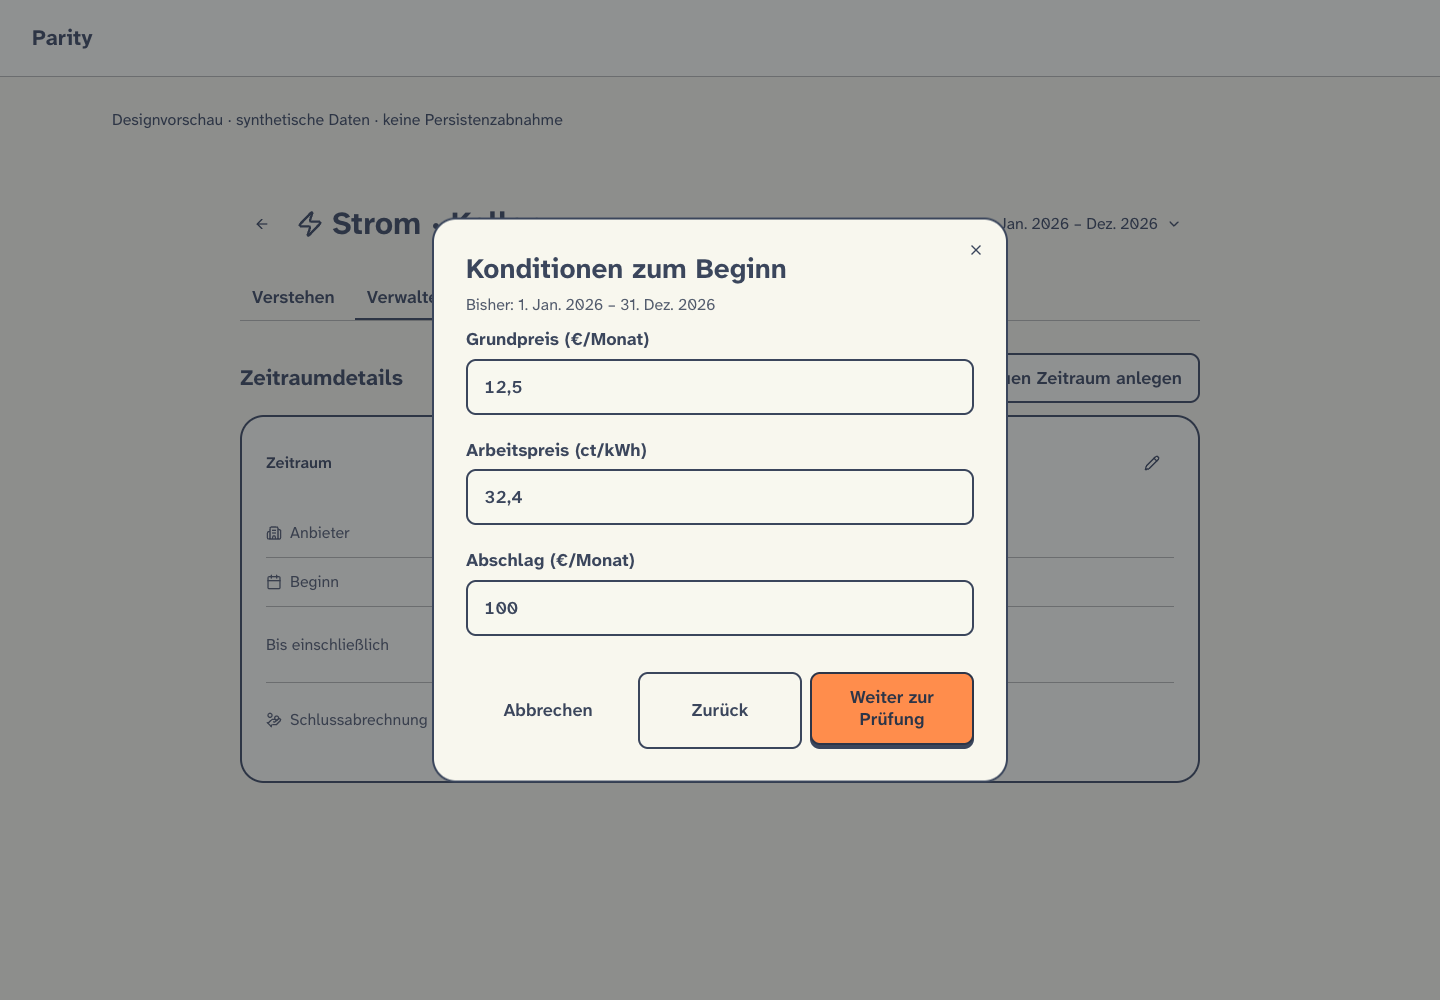 Parity
Designvorschau · synthetische Daten · keine Persistenzabnahme
Strom ·
Jan. 2026 – Dez. 2026
Verstehen
Zeitraumdetails
Zeitraum anlegen
Zeitraum
Anbieter
Beginn
Bis einschließlich
Schlussabrechnung
Konditionen zum Beginn
Bisher: 1. Jan. 2026 – 31. Dez. 2026
Grundpreis (€/Monat)
12,5
Arbeitspreis (ct/kWh)
32,4
Abschlag (€/Monat)
100
Abbrechen
Zurück
Weiter zur
Prüfung